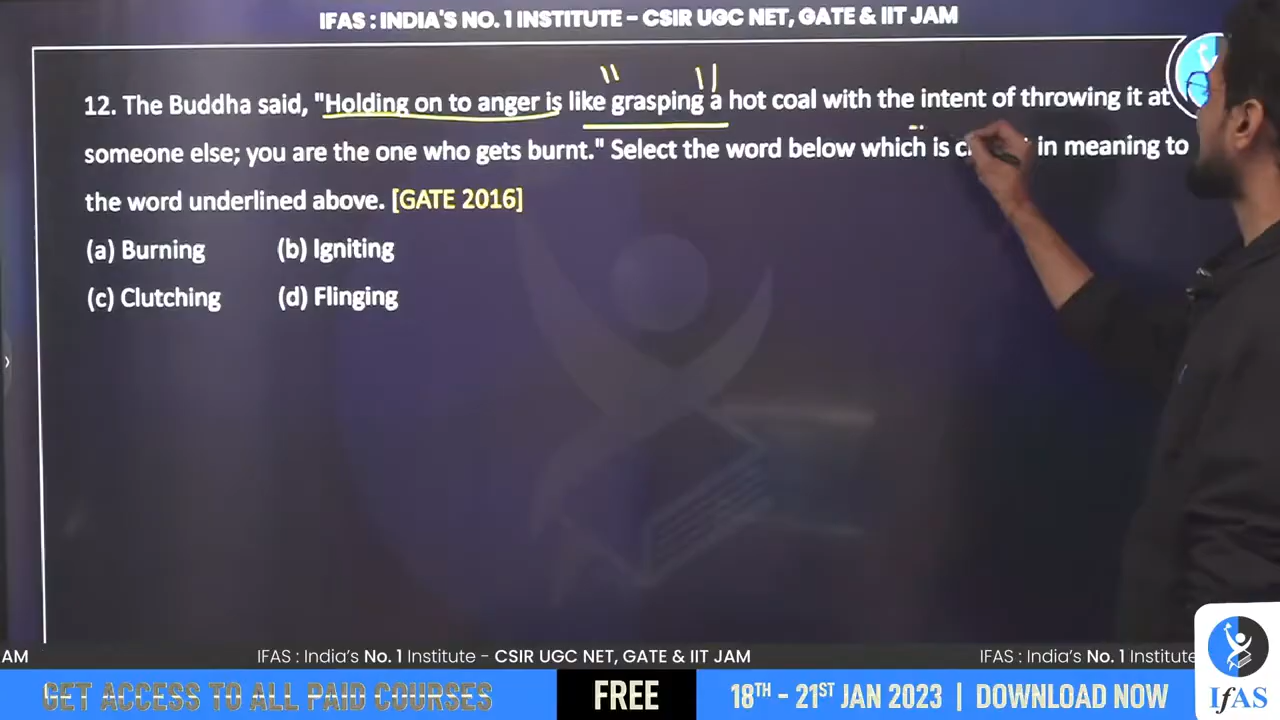 IFAS : INDIA'S NO. 1 INSTITUTE – CSIR UGC NET, GATE & IIT JAM
12. The Buddha said, "Holding on to anger is like grasping a hot coal with the intent of throwing it at
someone else; you are the one who gets burnt." Select the word below which is in meaning to
the word underlined above. [GATE 2016]
(a) Burning (b) Igniting
(c) Clutching (d) Flinging
AM IFAS : India's No. 1 Institute - CSIR UGC NET, GATE & IIT JAM IFAS : India's No. 1 Institute
GET ACCESS TO ALL PAID COURSES FREE 18TH - 21ST JAN 2023 | DOWNLOAD NOW
IfAS